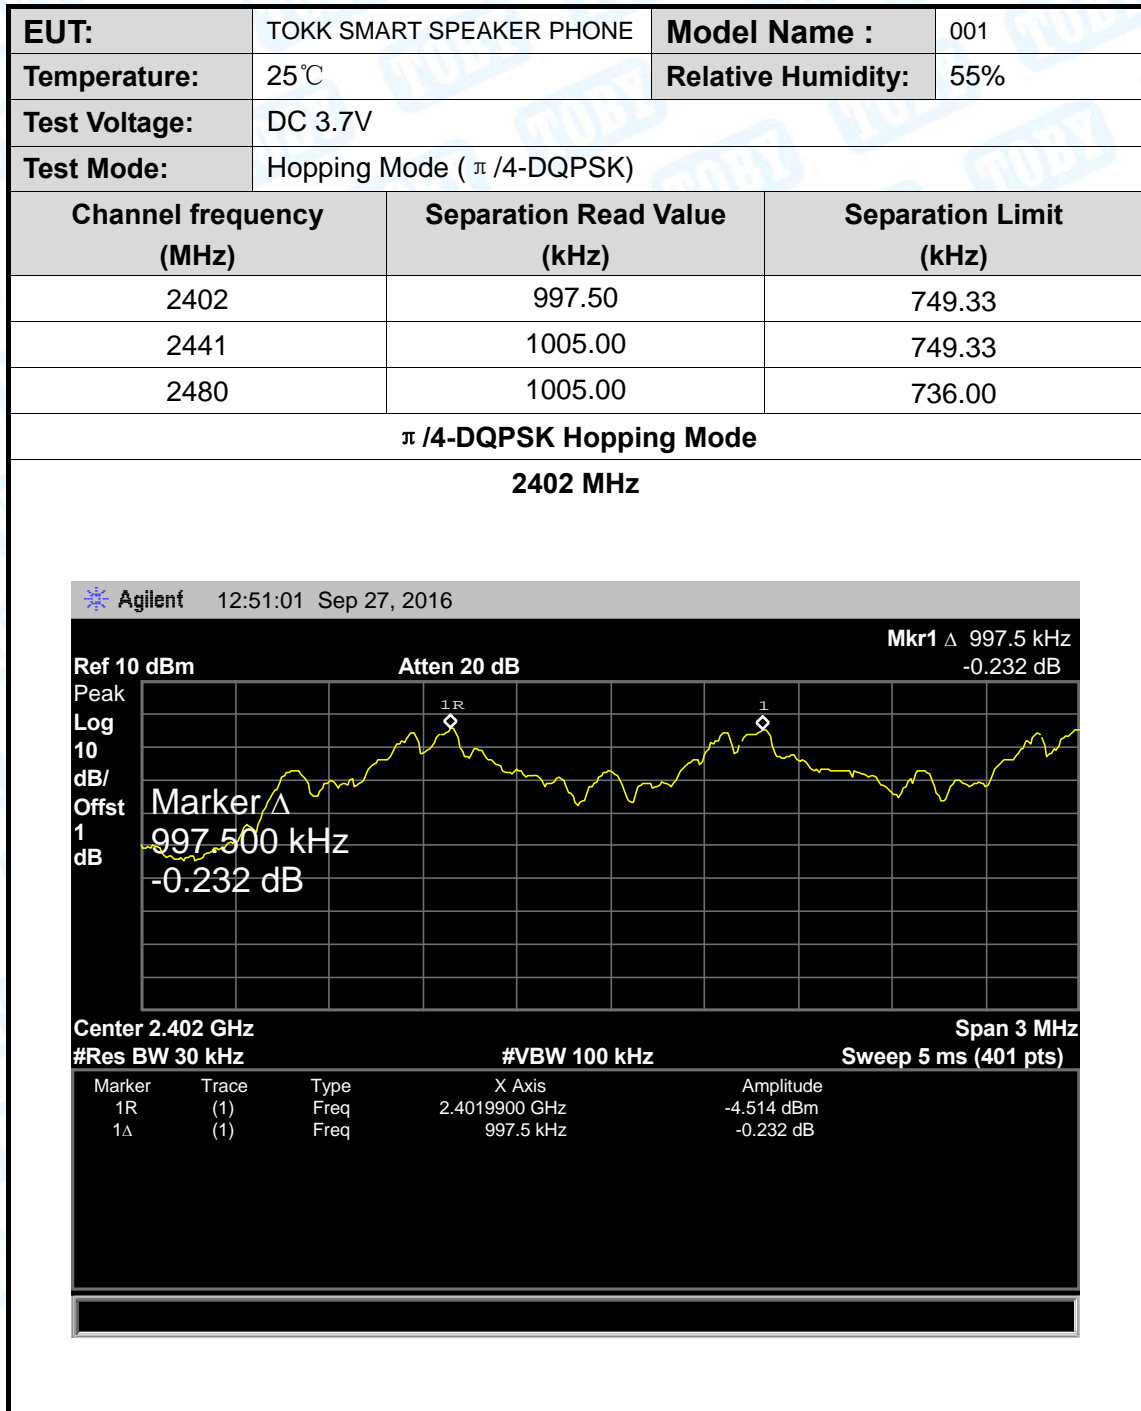 EUT: TOKK SMART SPEAKER PHONE Model Name : 001
Temperature: 25℃ Relative Humidity: 55%
Test Voltage: DC 3.7V
Test Mode: Hopping Mode ( π /4-DQPSK)
Channel frequency Separation Read Value Separation Limit
(MHz) (kHz) (kHz)
2402 997.50 749.33
2441 1005.00 749.33
2480 1005.00 736.00
π /4-DQPSK Hopping Mode
2402 MHz
Agilent 12:51:01 Sep 27, 2016
Mkr1 Δ 997.5 kHz
Ref 10 dBm Atten 20 dB -0.232 dB
Peak
Log
10
dB/
Offst
1
dB
1R 1
Marker Δ
997.500 kHz
-0.232 dB
Center 2.402 GHz Span 3 MHz
#Res BW 30 kHz #VBW 100 kHz Sweep 5 ms (401 pts)
Marker Trace Type X Axis Amplitude
1R (1) Freq 2.4019900 GHz -4.514 dBm
1Δ (1) Freq 997.5 kHz -0.232 dB
TOBY